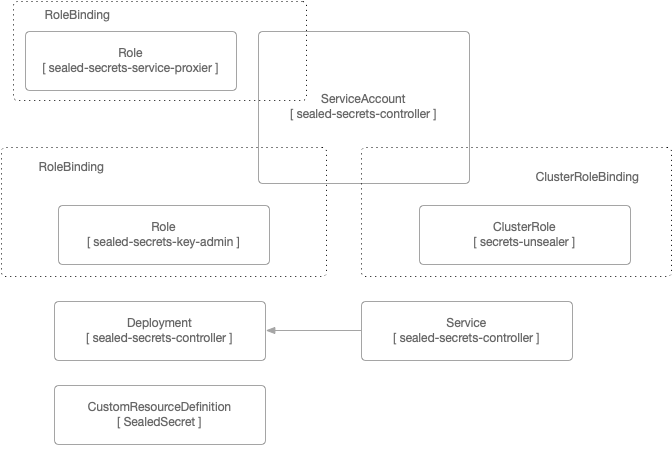 RoleBinding
Role
[ sealed-secrets-service-proxier ]
ServiceAccount
[ sealed-secrets-controller ]
RoleBinding
ClusterRoleBinding
Role
[ sealed-secrets-key-admin ]
ClusterRole
[ secrets-unsealer ]
Deployment
[ sealed-secrets-controller ]
Service
[ sealed-secrets-controller ]
CustomResourceDefinition
[ SealedSecret ]